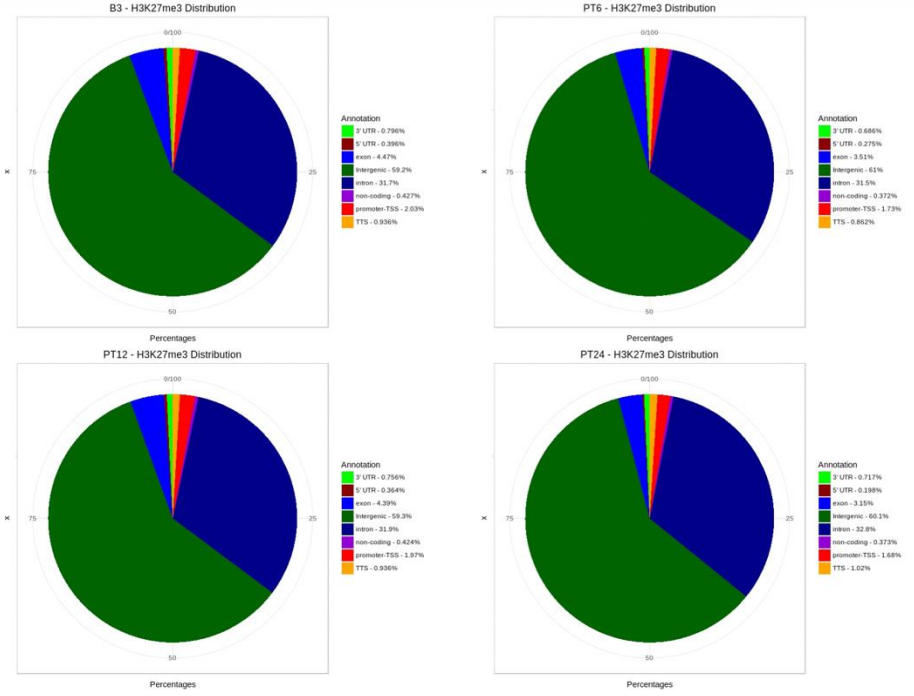 B3 - H3K27me3 Distribution
0/100
75
25
50
x
Percentages
Annotation
3' UTR - 0.796%
5' UTR - 0.396%
exon - 4.47%
Intergenic - 59.2%
intron - 31.7%
non-coding - 0.427%
promoter-TSS - 2.03%
TTS - 0.936%
PT6 - H3K27me3 Distribution
0/100
75
25
50
x
Percentages
Annotation
3' UTR - 0.686%
5' UTR - 0.275%
exon - 3.51%
Intergenic - 61%
intron - 31.5%
non-coding - 0.372%
promoter-TSS - 1.73%
TTS - 0.862%
PT12 - H3K27me3 Distribution
0/100
75
25
50
x
Percentages
Annotation
3' UTR - 0.756%
5' UTR - 0.364%
exon - 4.39%
Intergenic - 59.3%
intron - 31.9%
non-coding - 0.424%
promoter-TSS - 1.97%
TTS - 0.936%
PT24 - H3K27me3 Distribution
0/100
75
25
50
x
Percentages
Annotation
3' UTR - 0.717%
5' UTR - 0.198%
exon - 3.15%
Intergenic - 60.1%
intron - 32.8%
non-coding - 0.373%
promoter-TSS - 1.68%
TTS - 1.02%